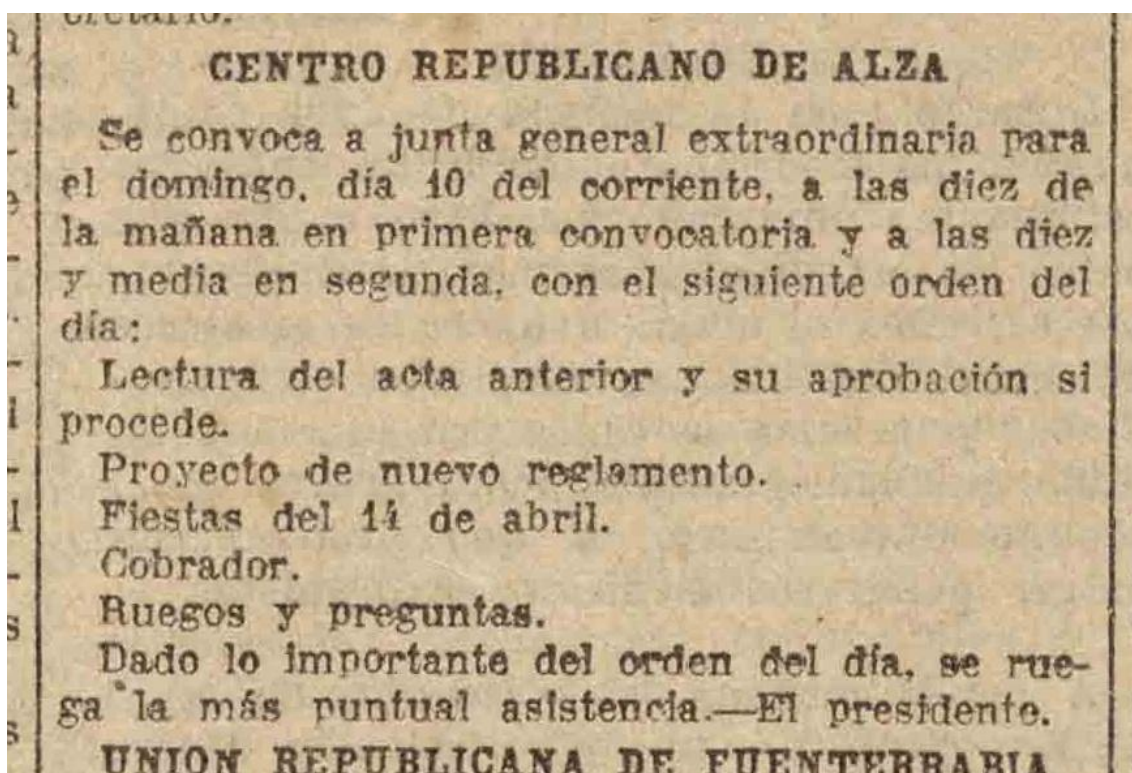 CENTRO REPUBLICANO DE ALZA
Se convoca a junta general extraordinaria para
el domingo, día 10 del corriente, a las diez de
la mañana en primera convocatoria y a las diez
y media en segunda, con el siguiente orden del
día:
Lectura del acta anterior y su aprobación si
procede.
Proyecto de nuevo reglamento.
Fiestas del 14 de abril.
Cobrador.
Ruegos y preguntas.
Dado lo importante del orden del día, se rue-
ga la más puntual asistencia.—El presidente.
UNION REPUBLICANA DE FUENTERRABIA